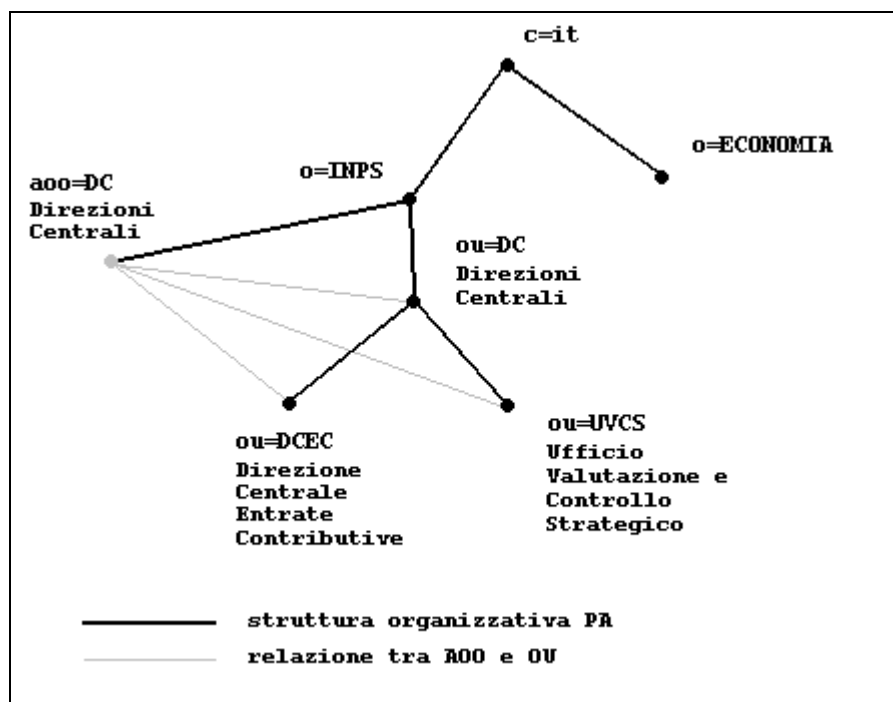 c=it
o=ECONOMIA
o=INPS
aoo=DC
Direzioni
Centrali
ou=DC
Direzioni
Centrali
ou=DCEC
Direzione
Centrale
Entrate
Contributive
ou=UVCS
Ufficio
Valutazione e
Controllo
Strategico
struttura organizzativa PA
relazione tra AOO e OU